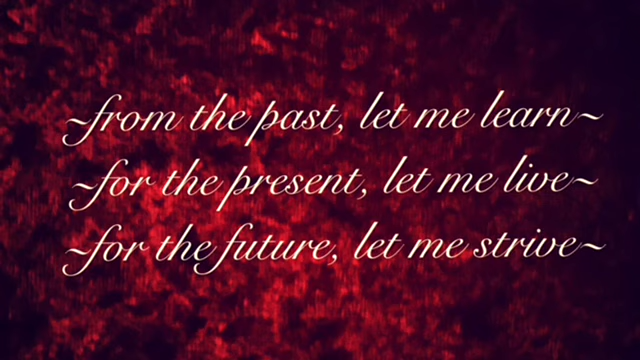 ~from the past, let me learn~
~for the present, let me live~
~for the future, let me strive~